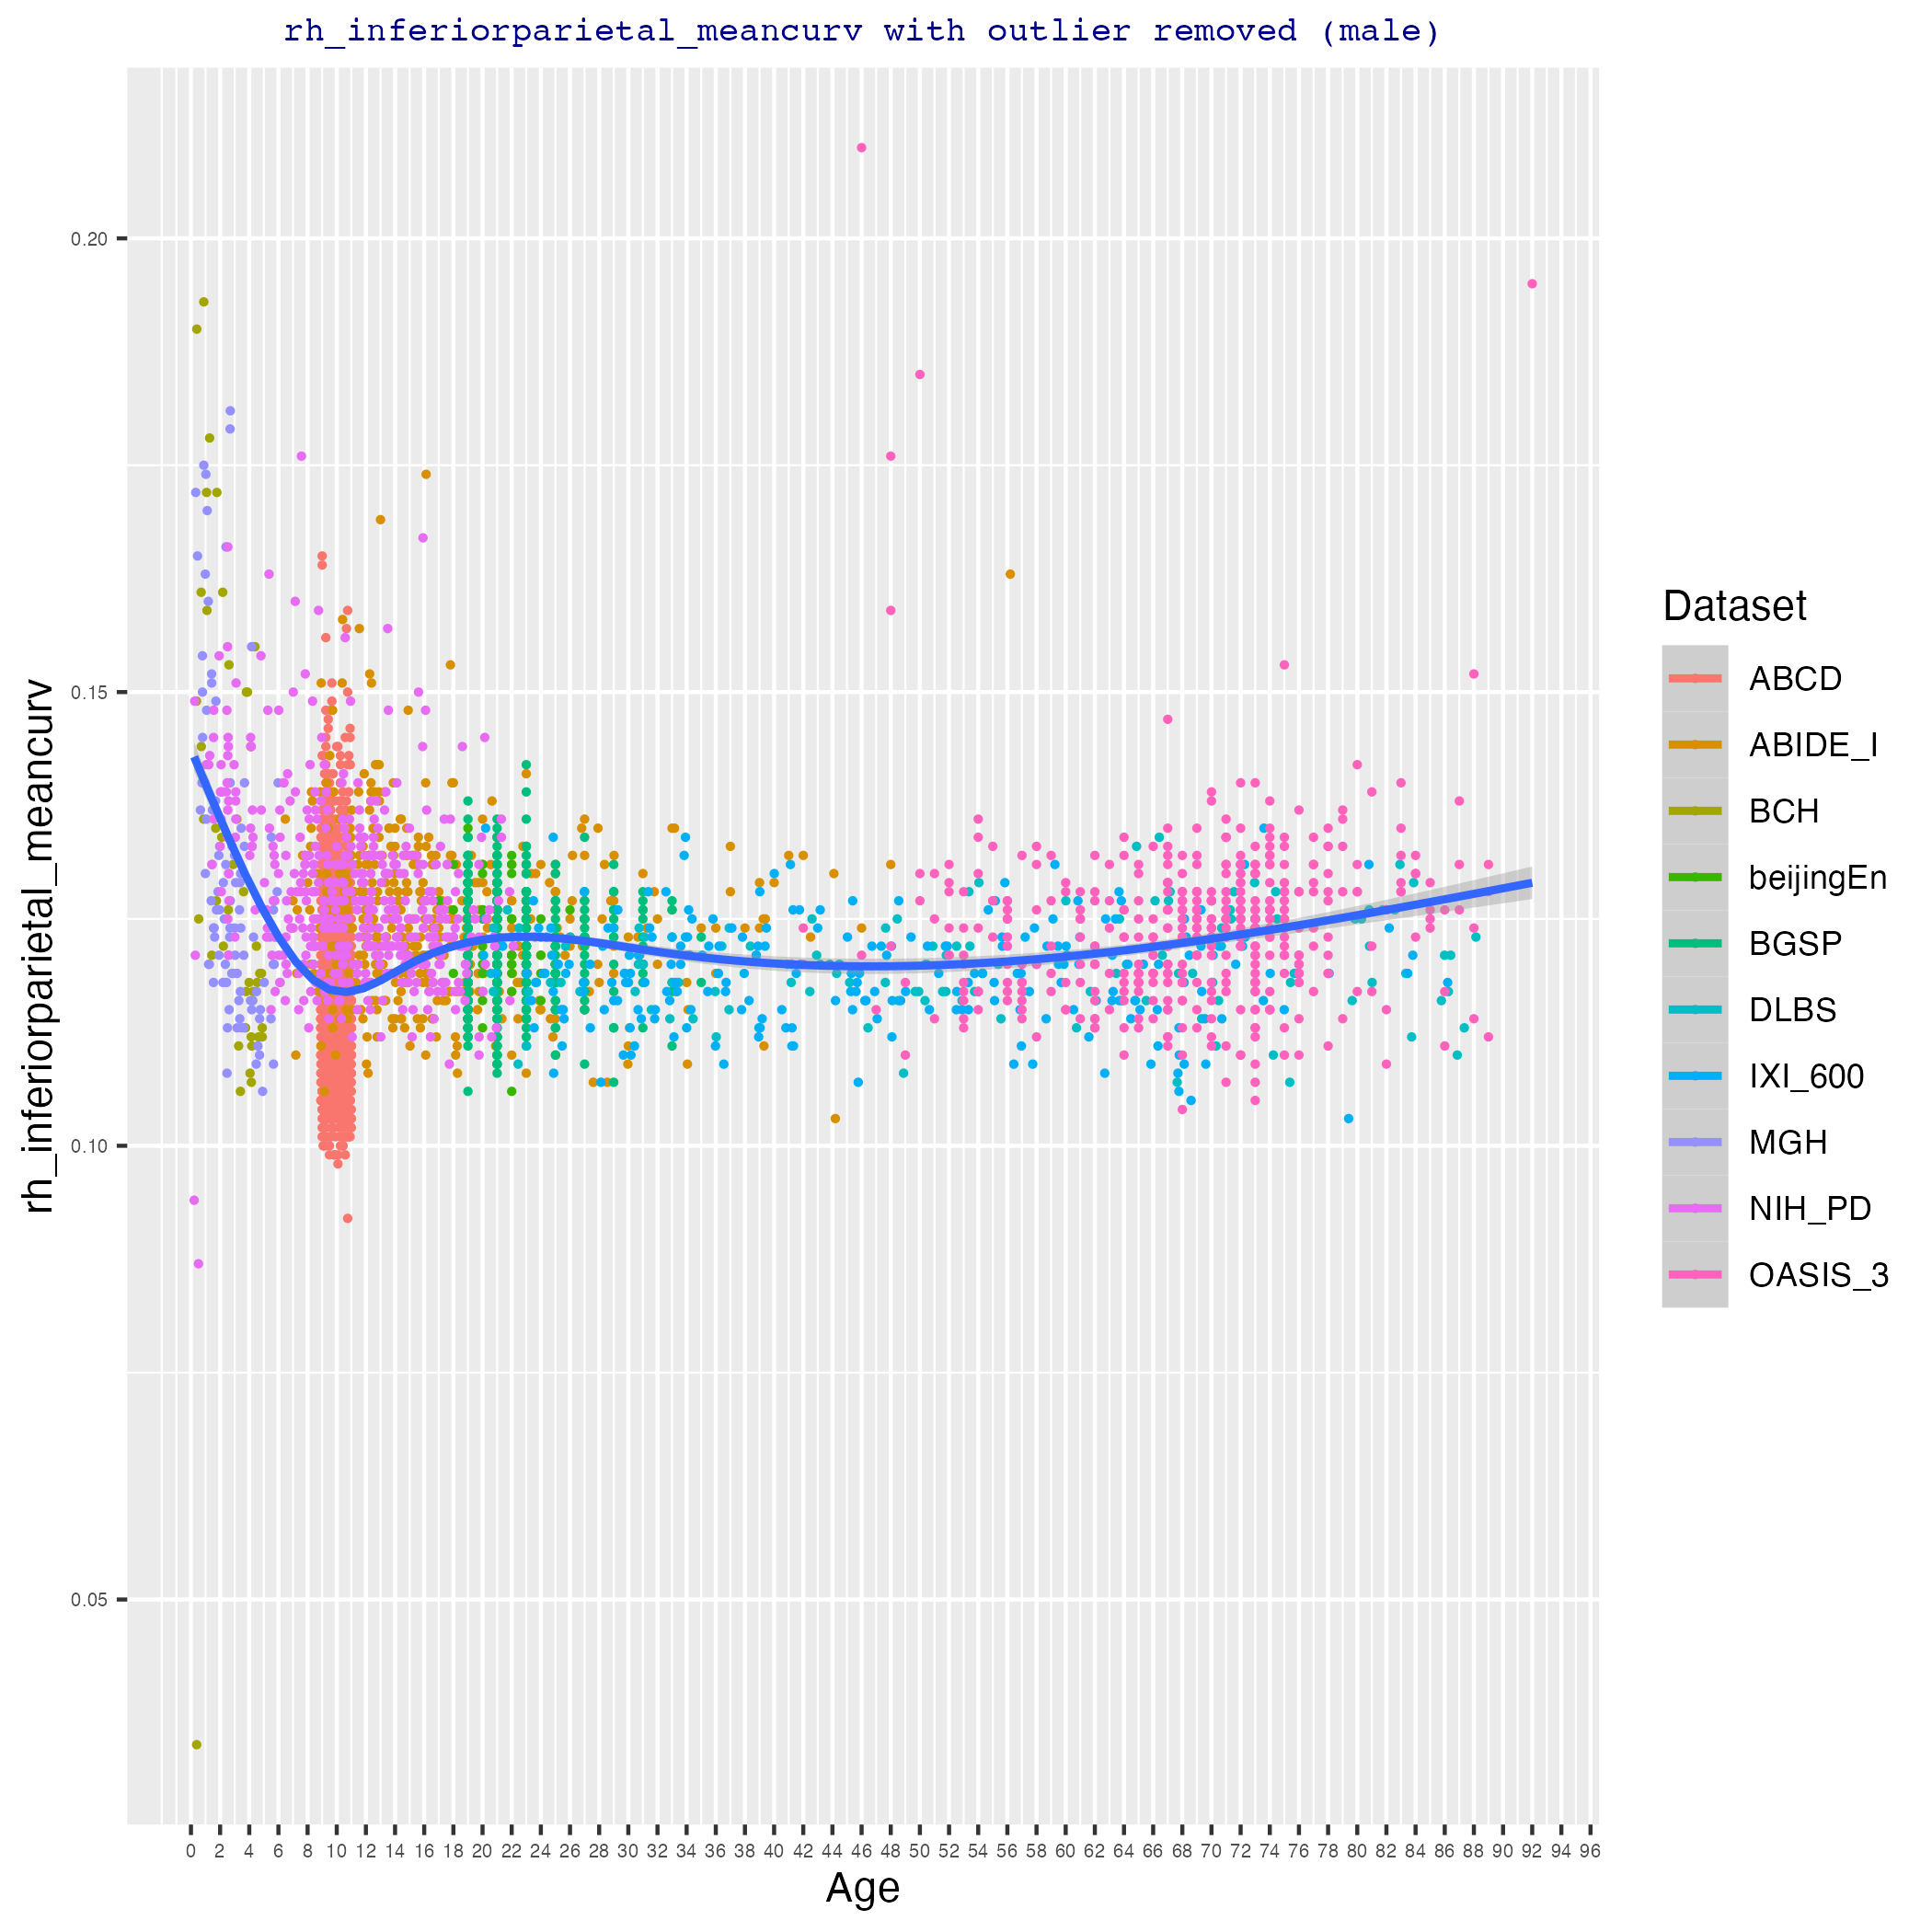 rh_inferiorparietal_meancurv with outlier removed (male)
rh_inferiorparietal_meancurv
0.20
0.15
0.10
0.05
0 2 4 6 8 10 12 14 16 18 20 22 24 26 28 30 32 34 36 38 40 42 44 46 48 50 52 54 56 58 60 62 64 66 68 70 72 74 76 78 80 82 84 86 88 90 92 94 96
Age
Dataset
ABCD
ABIDE_I
BCH
beijingEn
BGSP
DLBS
IXI_600
MGH
NIH_PD
OASIS_3